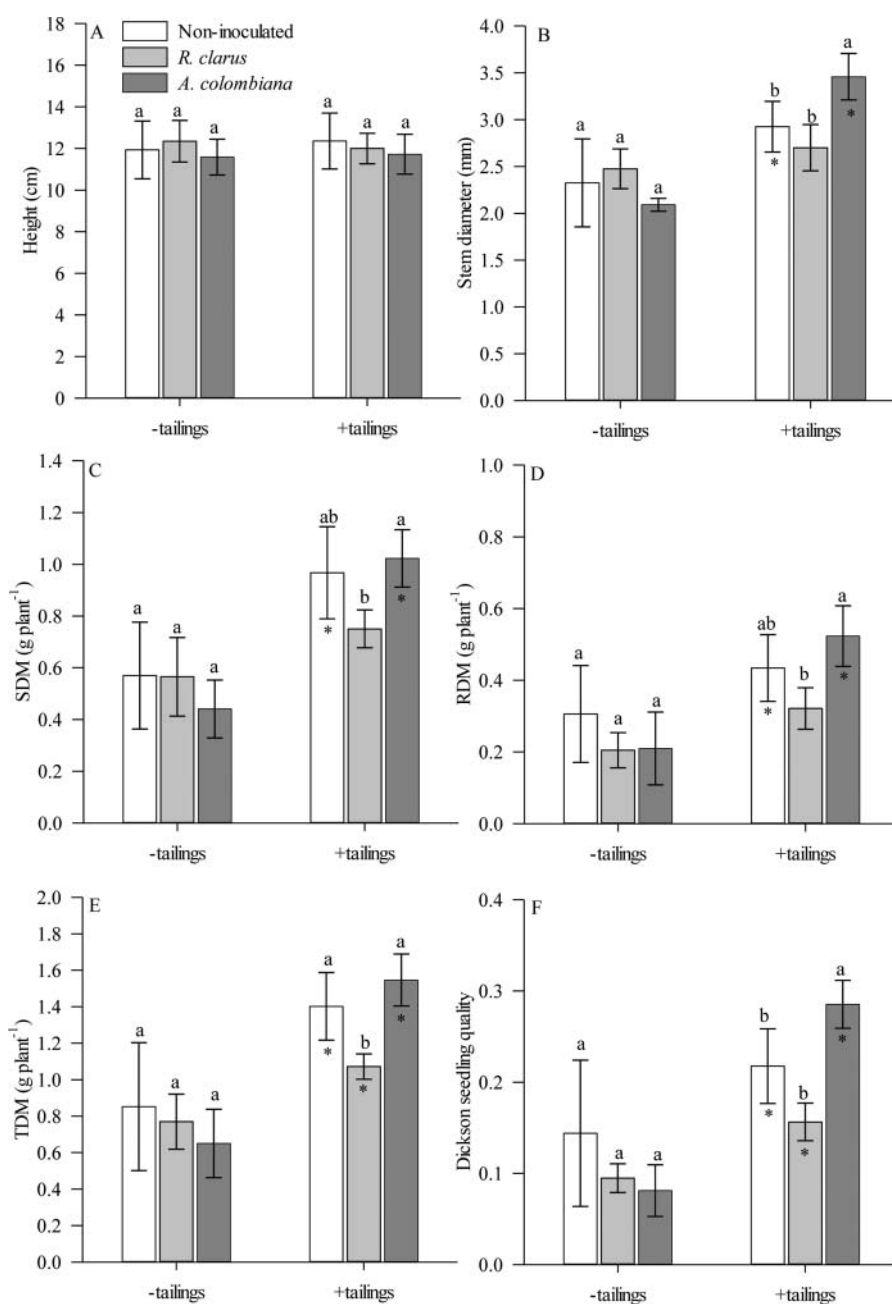 A
Non-inoculated
R. clarus
A. colombiana
18
16
14
12
10
8
6
4
2
0
Height (cm)
a a a a a a
-tailings +tailings
B
4.0
3.5
3.0
2.5
2.0
1.5
1.0
0.5
0.0
Stem diameter (mm)
a a a b b a
* *
-tailings +tailings
C
1.4
1.2
1.0
0.8
0.6
0.4
0.2
0.0
SDM (g plant⁻¹)
a a a ab b a
* *
-tailings +tailings
D
1.0
0.8
0.6
0.4
0.2
0.0
RDM (g plant⁻¹)
a a a ab b a
* *
-tailings +tailings
E
2.0
1.8
1.6
1.4
1.2
1.0
0.8
0.6
0.4
0.2
0.0
TDM (g plant⁻¹)
a a a a b a
* * *
-tailings +tailings
F
0.4
0.3
0.2
0.1
0.0
Dickson seedling quality
a a a b b a
* * *
-tailings +tailings